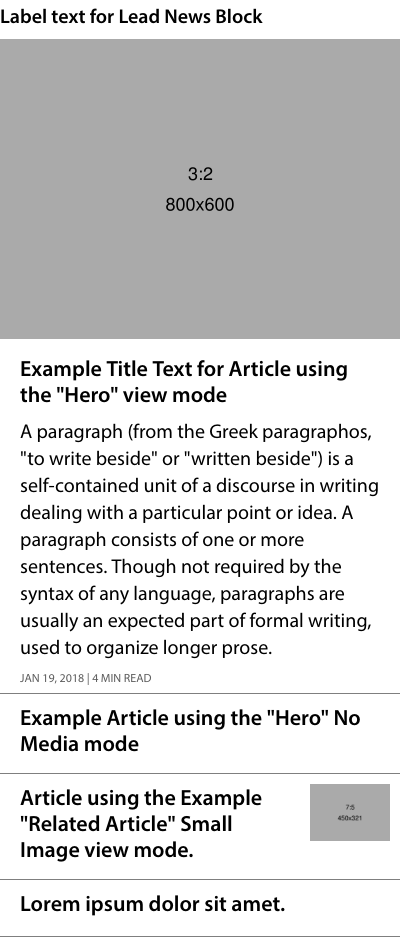 Label text for Lead News Block
3:2
800x600
Example Title Text for Article using
the "Hero" view mode
A paragraph (from the Greek paragraphos,
"to write beside" or "written beside") is a
self-contained unit of a discourse in writing
dealing with a particular point or idea. A
paragraph consists of one or more
sentences. Though not required by the
syntax of any language, paragraphs are
usually an expected part of formal writing,
used to organize longer prose.
JAN 19, 2018 | 4 MIN READ
Example Article using the "Hero" No
Media mode
Article using the Example
"Related Article" Small
Image view mode.
7:5
450x321
Lorem ipsum dolor sit amet.